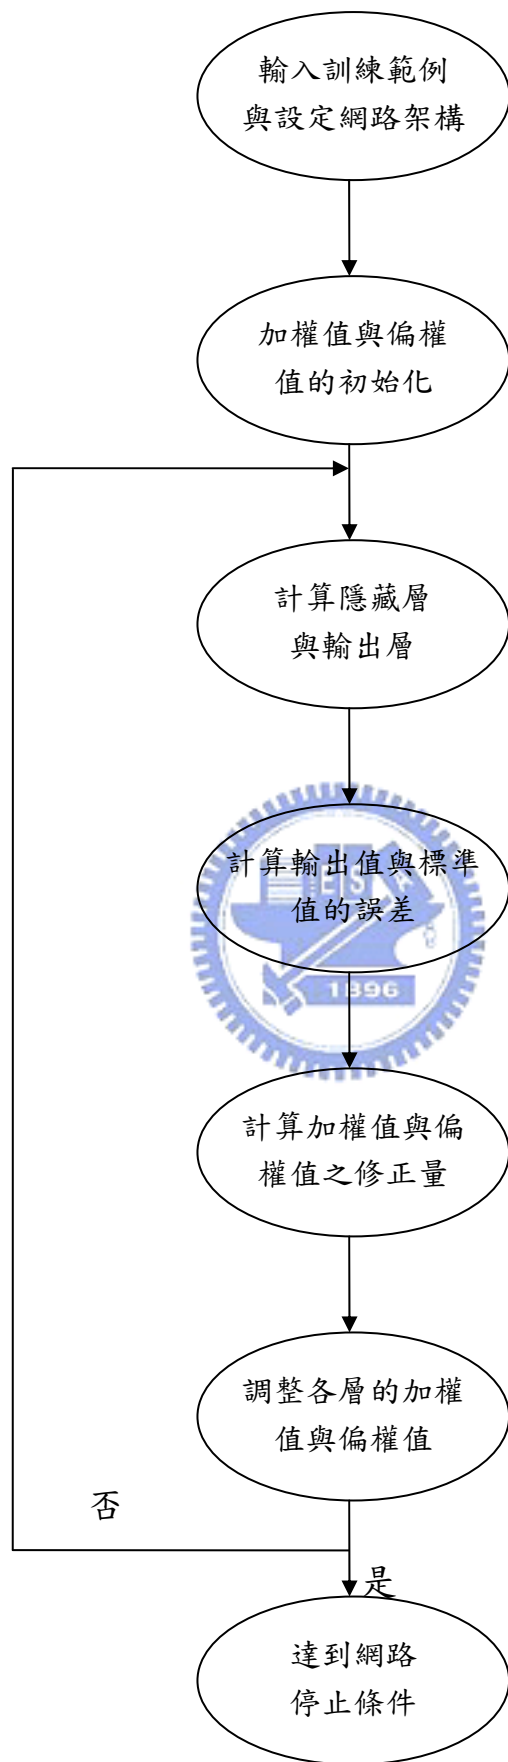 輸入訓練範例
與設定網路架構
加權值與偏權
值的初始化
計算隱藏層
與輸出層
計算輸出值與標準
值的誤差
ES
1896
計算加權值與偏
權值之修正量
調整各層的加權
值與偏權值
否
是
達到網路
停止條件